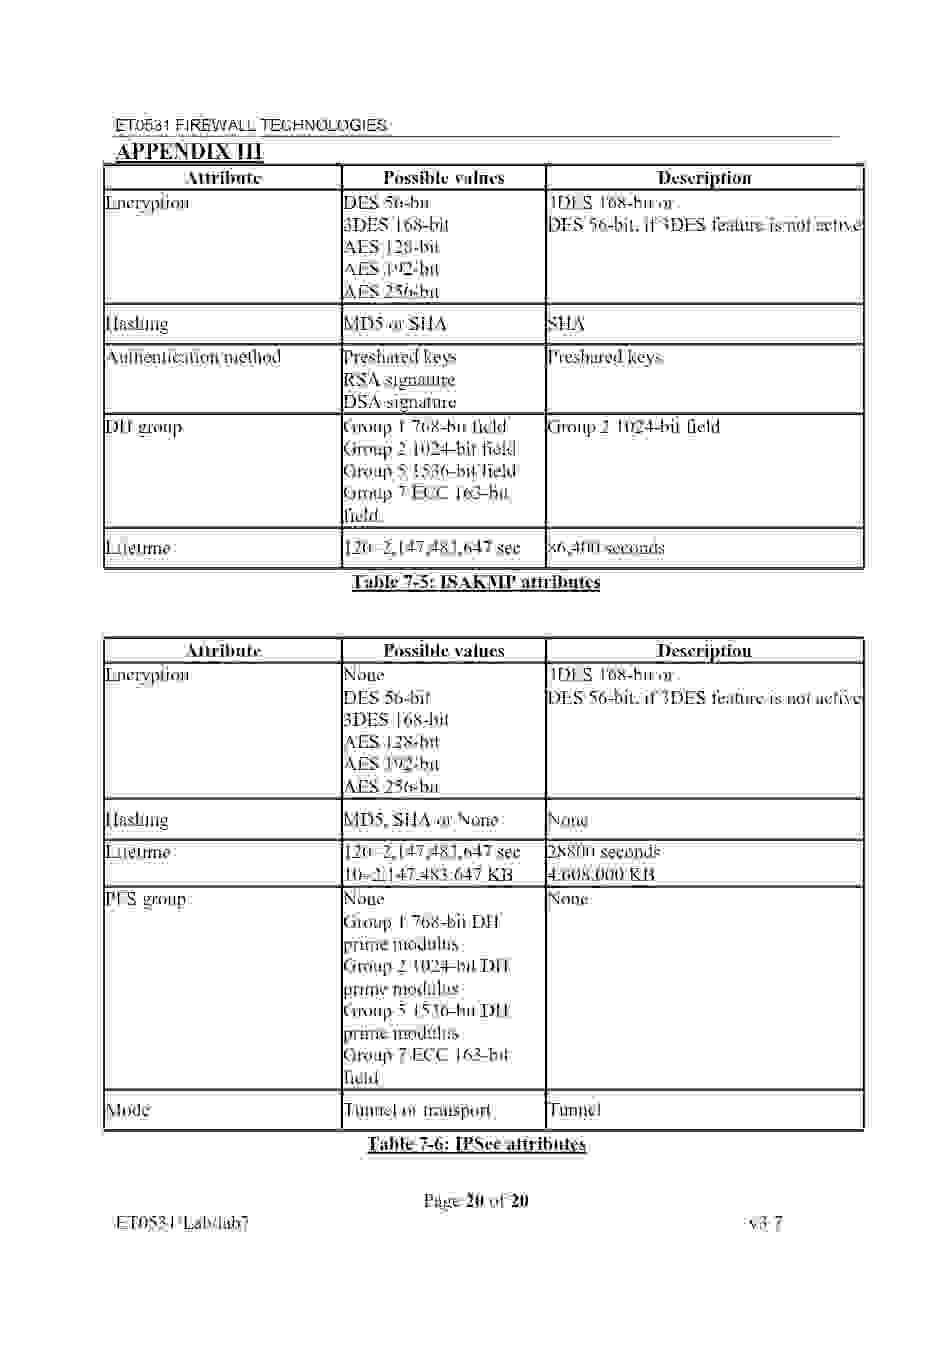 ET0531 FIREWALL TECHNOLOGIES
APPENDIX III
Attribute Possible values Description
Encryption DES 56-bit 3DES 168-bit or
3DES 168-bit DES 56-bit, if 3DES feature is not active
AES 128-bit
AES 192-bit
AES 256-bit
Hashing MD5 or SHA SHA
Authentication method Preshared keys Preshared keys
RSA signature
DSA signature
DH group Group 1 768-bit field Group 2 1024-bit field
Group 2 1024-bit field
Group 5 1536-bit field
Group 7 ECC 163-bit
field
Lifetime 120–2,147,483,647 sec 86,400 seconds
Table 7-5: ISAKMP attributes
Attribute Possible values Description
Encryption None 3DES 168-bit or
DES 56-bit DES 56-bit, if 3DES feature is not active
3DES 168-bit
AES 128-bit
AES 192-bit
AES 256-bit
Hashing MD5, SHA or None None
Lifetime 120–2,147,483,647 sec 28800 seconds
10–2,147,483,647 KB 4,608,000 KB
PFS group None None
Group 1 768-bit DH
prime modulus
Group 2 1024-bit DH
prime modulus
Group 5 1536-bit DH
prime modulus
Group 7 ECC 163-bit
field
Mode Tunnel or transport Tunnel
Table 7-6: IPSec attributes
Page 20 of 20
ET0531/Lab/lab7 v3.7